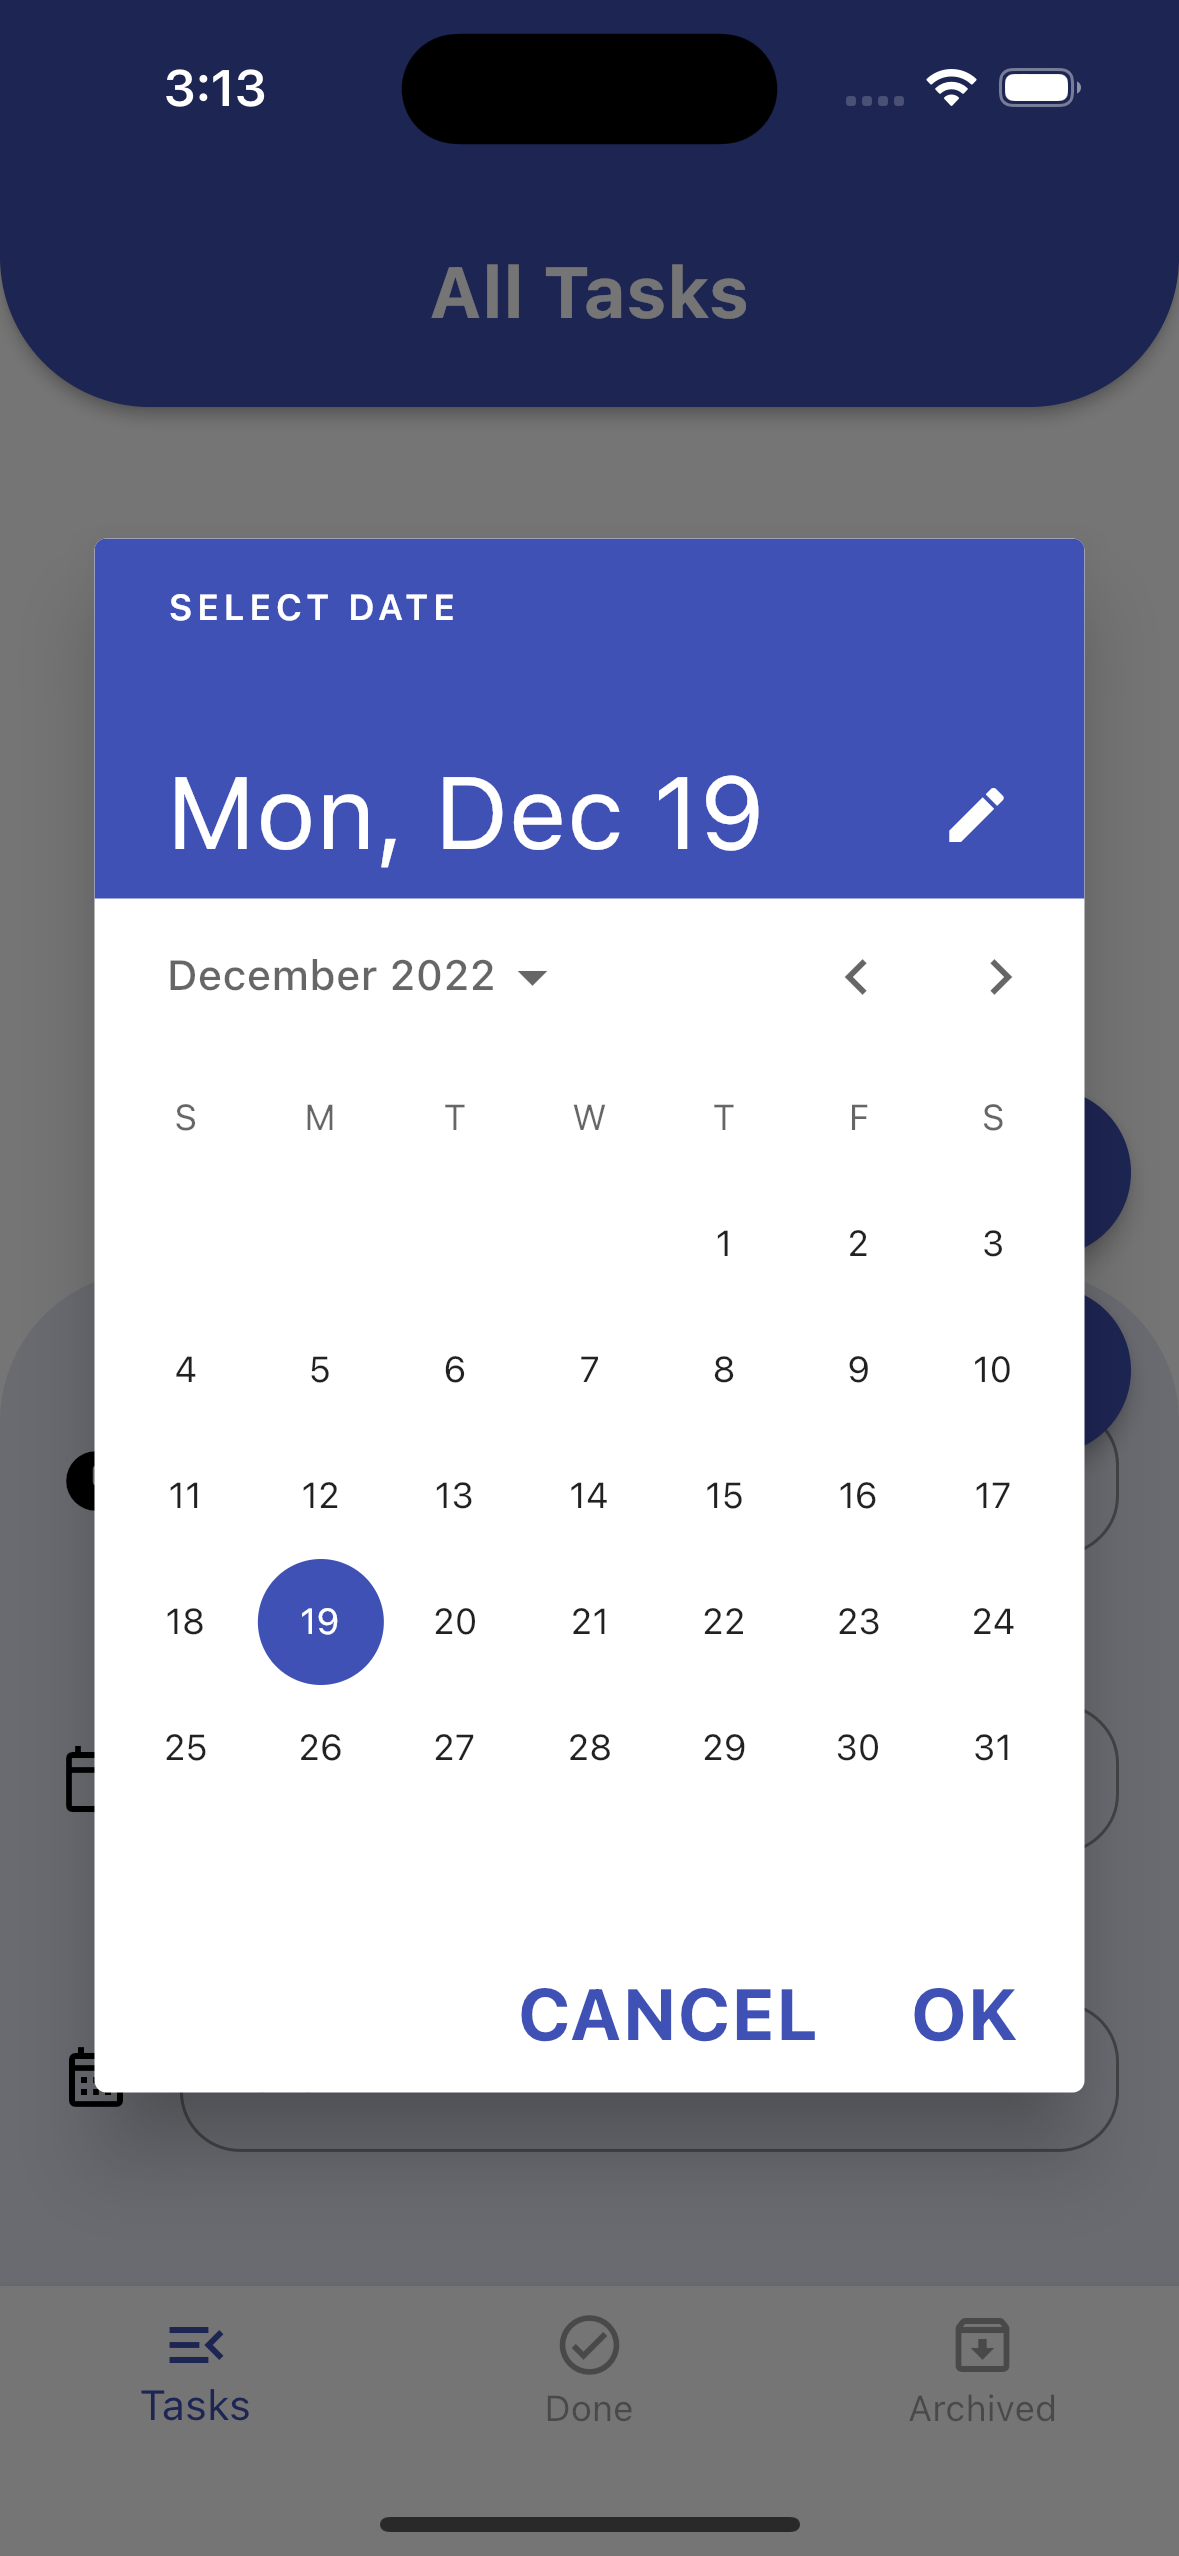 3:13
All Tasks
SELECT DATE
Mon, Dec 19
December 2022
S M T W T F S
1 2 3
4 5 6 7 8 9 10
11 12 13 14 15 16 17
18 19 20 21 22 23 24
25 26 27 28 29 30 31
CANCEL OK
Tasks Done Archived